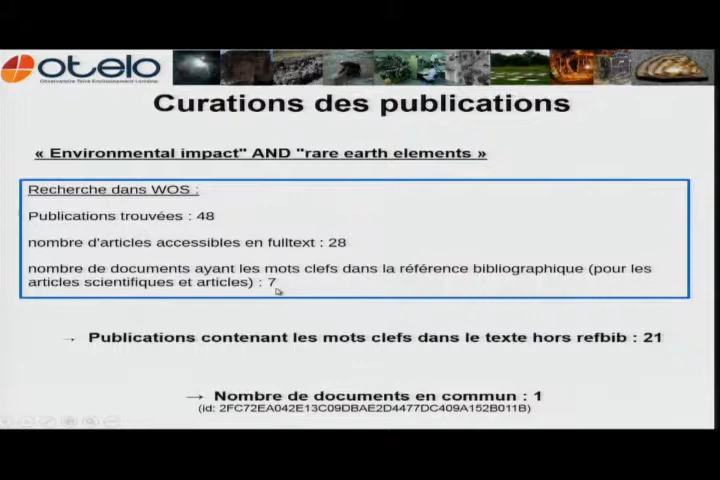 otelo
Observatoire Terre Environnement Lorraine
Curations des publications
« Environmental impact" AND "rare earth elements »
Recherche dans WOS :
Publications trouvées : 48
nombre d'articles accessibles en fulltext : 28
nombre de documents ayant les mots clefs dans la référence bibliographique (pour les
articles scientifiques et articles) : 7
→ Publications contenant les mots clefs dans le texte hors refbib : 21
→ Nombre de documents en commun : 1
(id: 2FC72EA042E13C09DBAE2D4477DC409A152B011B)